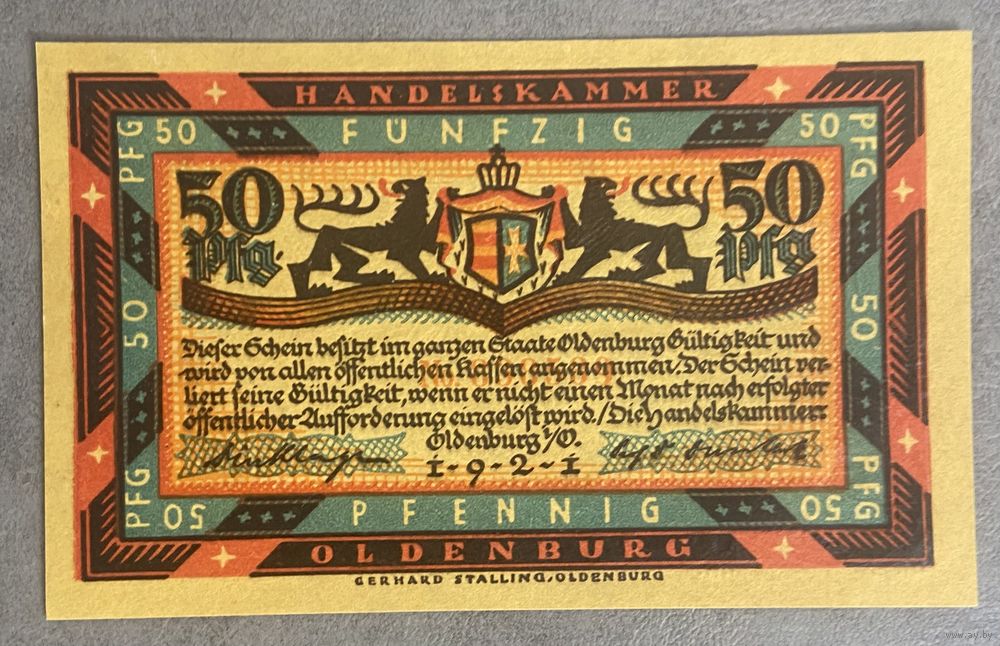 HANDELSKAMMER
FÜNFZIG
PFG 50
50 PFG
50 Pfg.
50 Pfg
50
50
Dieser Schein besitzt im ganzen Staate Oldenburg Gültigkeit und
wird von allen öffentlichen Kassen angenommen. Der Schein ver-
liert seine Gültigkeit, wenn er nicht einen Monat nach erfolgter
öffentlicher Aufforderung eingelöst wird. / Die Handelskammer:
Oldenburg i/O.
1-9-2-1
PFG 50
PFENNIG
50 PFG
OLDENBURG
GERHARD STALLING, OLDENBURG
www.ay.by